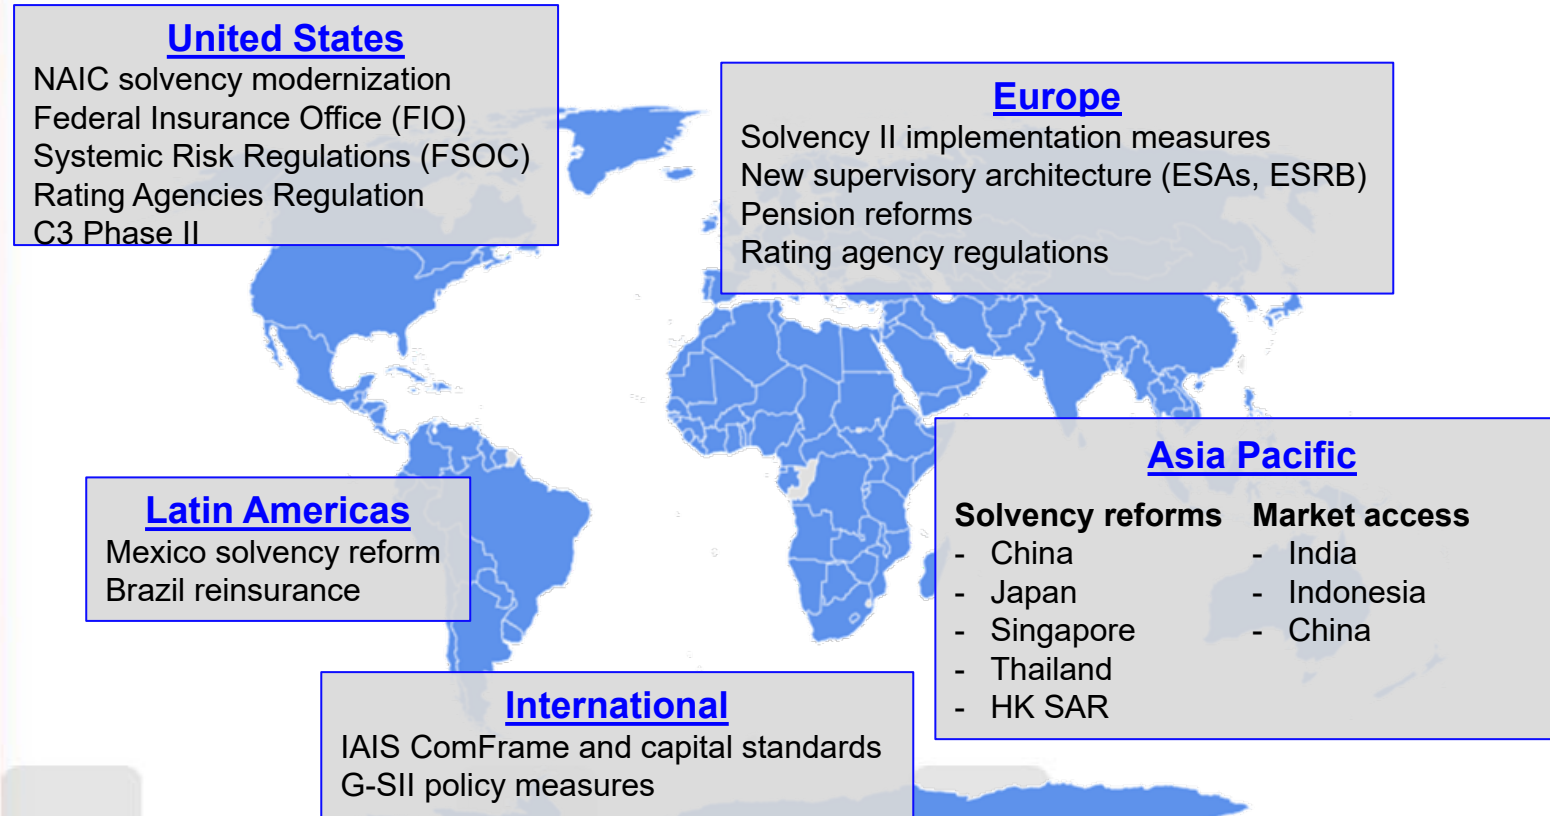 United States
NAIC solvency modernization
Federal Insurance Office (FIO)
Systemic Risk Regulations (FSOC)
Rating Agencies Regulation
C3 Phase II
Europe
Solvency II implementation measures
New supervisory architecture (ESAs, ESRB)
Pension reforms
Rating agency regulations
Latin Americas
Mexico solvency reform
Brazil reinsurance
Asia Pacific
Solvency reforms
- China
- Japan
- Singapore
- Thailand
- HK SAR
Market access
- India
- Indonesia
- China
International
IAIS ComFrame and capital standards
G-SII policy measures